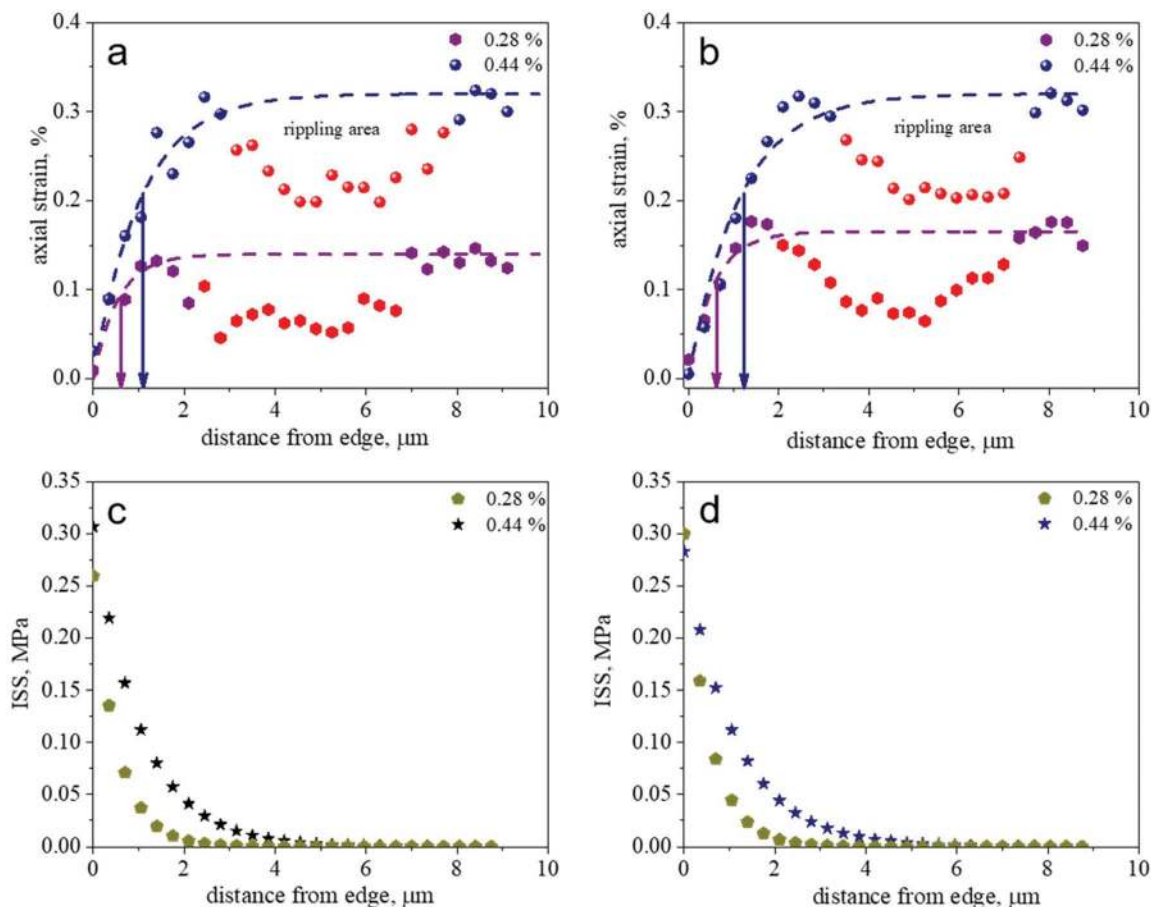 a
0.28 %
0.44 %
rippling area
axial strain, %
0.4
0.3
0.2
0.1
0.0
0 2 4 6 8 10
distance from edge, μm
b
0.28 %
0.44 %
rippling area
axial strain, %
0.4
0.3
0.2
0.1
0.0
0 2 4 6 8 10
distance from edge, μm
c
0.28 %
0.44 %
ISS, MPa
0.35
0.30
0.25
0.20
0.15
0.10
0.05
0.00
0 2 4 6 8 10
distance from edge, μm
d
0.28 %
0.44 %
ISS, MPa
0.35
0.30
0.25
0.20
0.15
0.10
0.05
0.00
0 2 4 6 8 10
distance from edge, μm